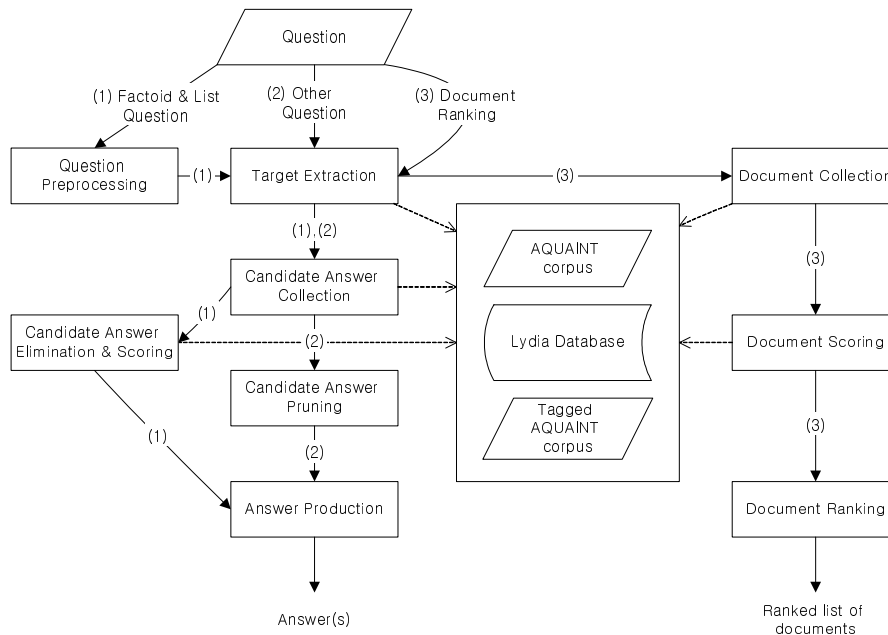 Question
(1) Factoid & List
Question
(2) Other
Question
(3) Document
Ranking
Question
Preprocessing
(1)
Target Extraction
(3)
Document Collection
(1),(2)
AQUAINT
corpus
(3)
Candidate Answer
Collection
(1)
Candidate Answer
Elimination & Scoring
(2)
Lydia Database
Document Scoring
Candidate Answer
Pruning
Tagged
AQUAINT
corpus
(3)
(1)
(2)
Answer Production
Document Ranking
Answer(s)
Ranked list of
documents